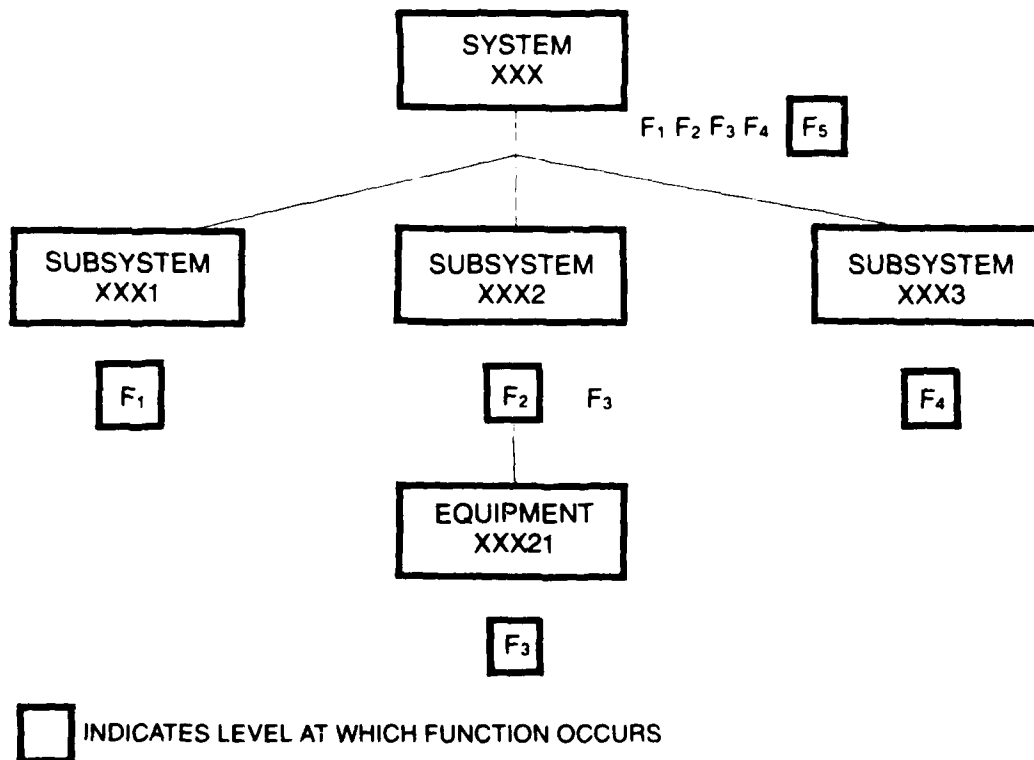 SYSTEM
XXX
F₁ F₂ F₃ F₄ F₅
SUBSYSTEM
XXX1
SUBSYSTEM
XXX2
SUBSYSTEM
XXX3
F₁
F₂ F₃
F₄
EQUIPMENT
XXX21
F₃
INDICATES LEVEL AT WHICH FUNCTION OCCURS